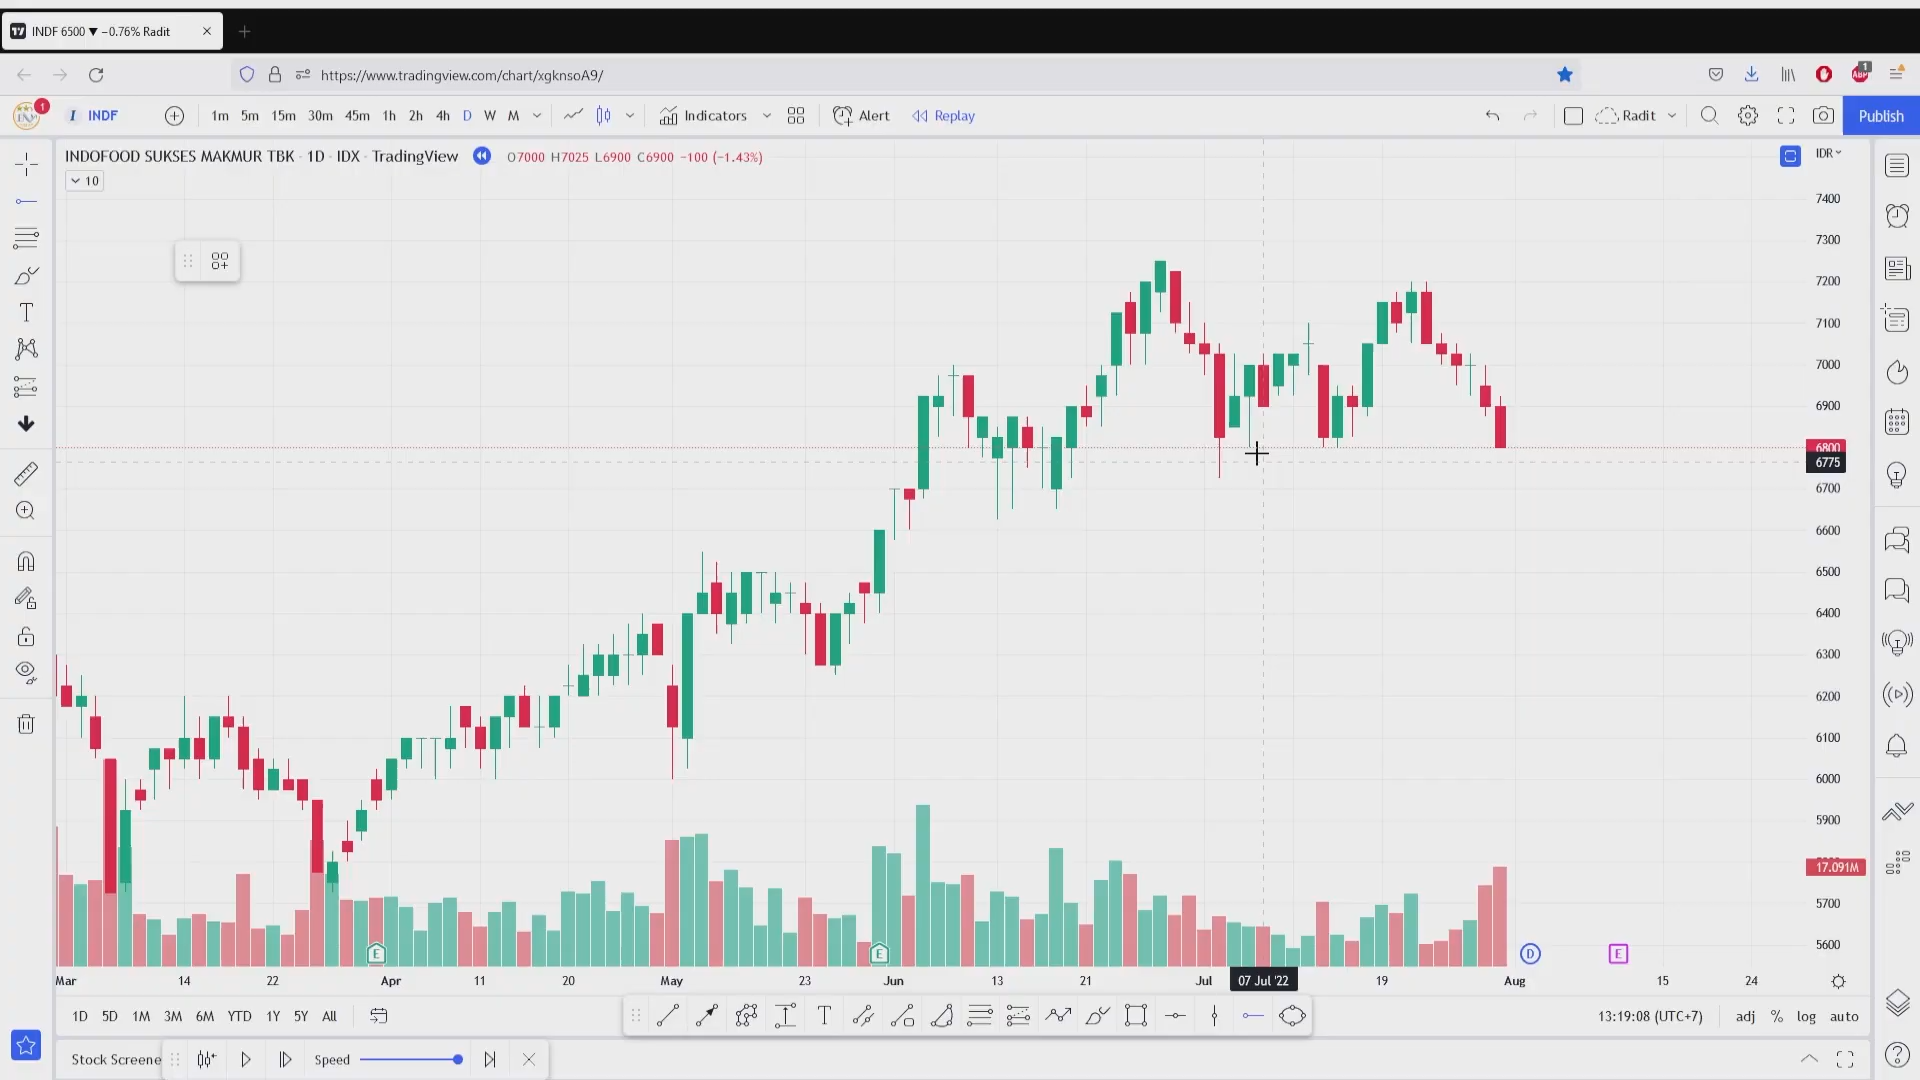 INDF 6500 ▼ −0.76% Radit
https://www.tradingview.com/chart/xgknsoA9/
1
1
INDF
1m 5m 15m 30m 45m 1h 2h 4h D W M
Indicators
Alert
Replay
Radit
Publish
INDOFOOD SUKSES MAKMUR TBK · 1D · IDX · TradingView
O7000 H7025 L6900 C6900 −100 (−1.43%)
IDR
10
7400
7300
7200
7100
7000
6900
6800
6775
6700
6600
6500
6400
6300
6200
6100
6000
5900
17.091M
5700
5600
E
E
D
E
Mar 14 22 Apr 11 20 May 23 Jun 13 21 Jul 07 Jul '22 19 Aug 15 24
1D 5D 1M 3M 6M YTD 1Y 5Y All
13:19:08 (UTC+7)
adj % log auto
Stock Screene
Speed